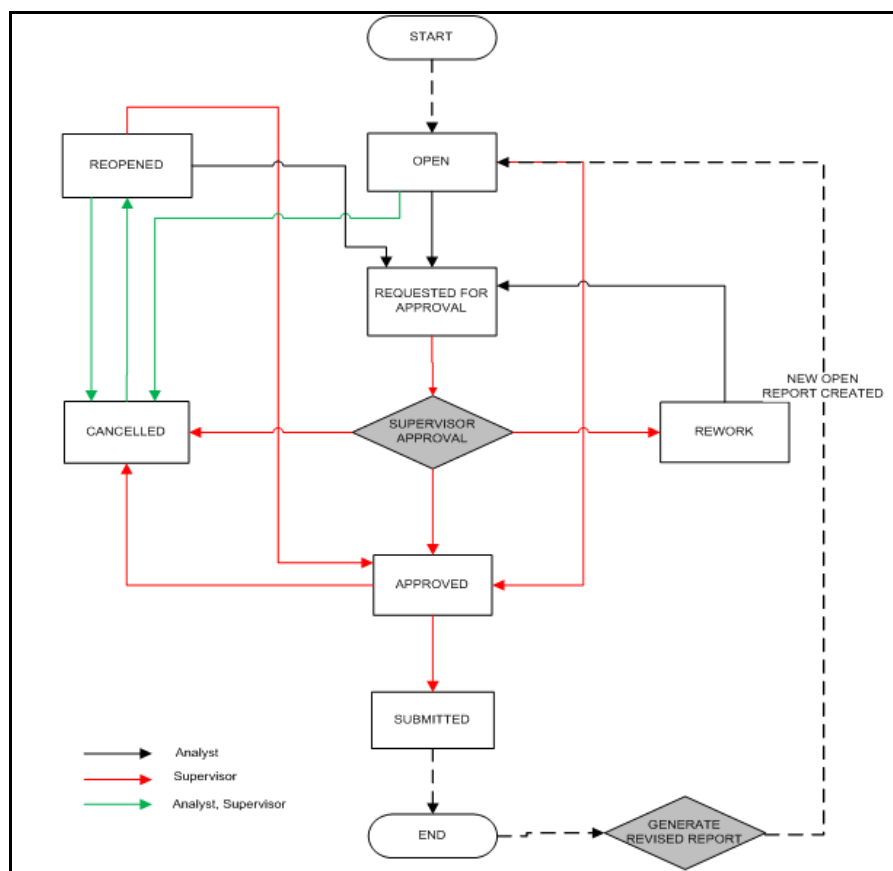 START
REOPENED
OPEN
REQUESTED FOR
APPROVAL
NEW OPEN
REPORT CREATED
CANCELLED
SUPERVISOR
APPROVAL
REWORK
APPROVED
SUBMITTED
Analyst
Supervisor
Analyst, Supervisor
END
GENERATE
REVISED REPORT